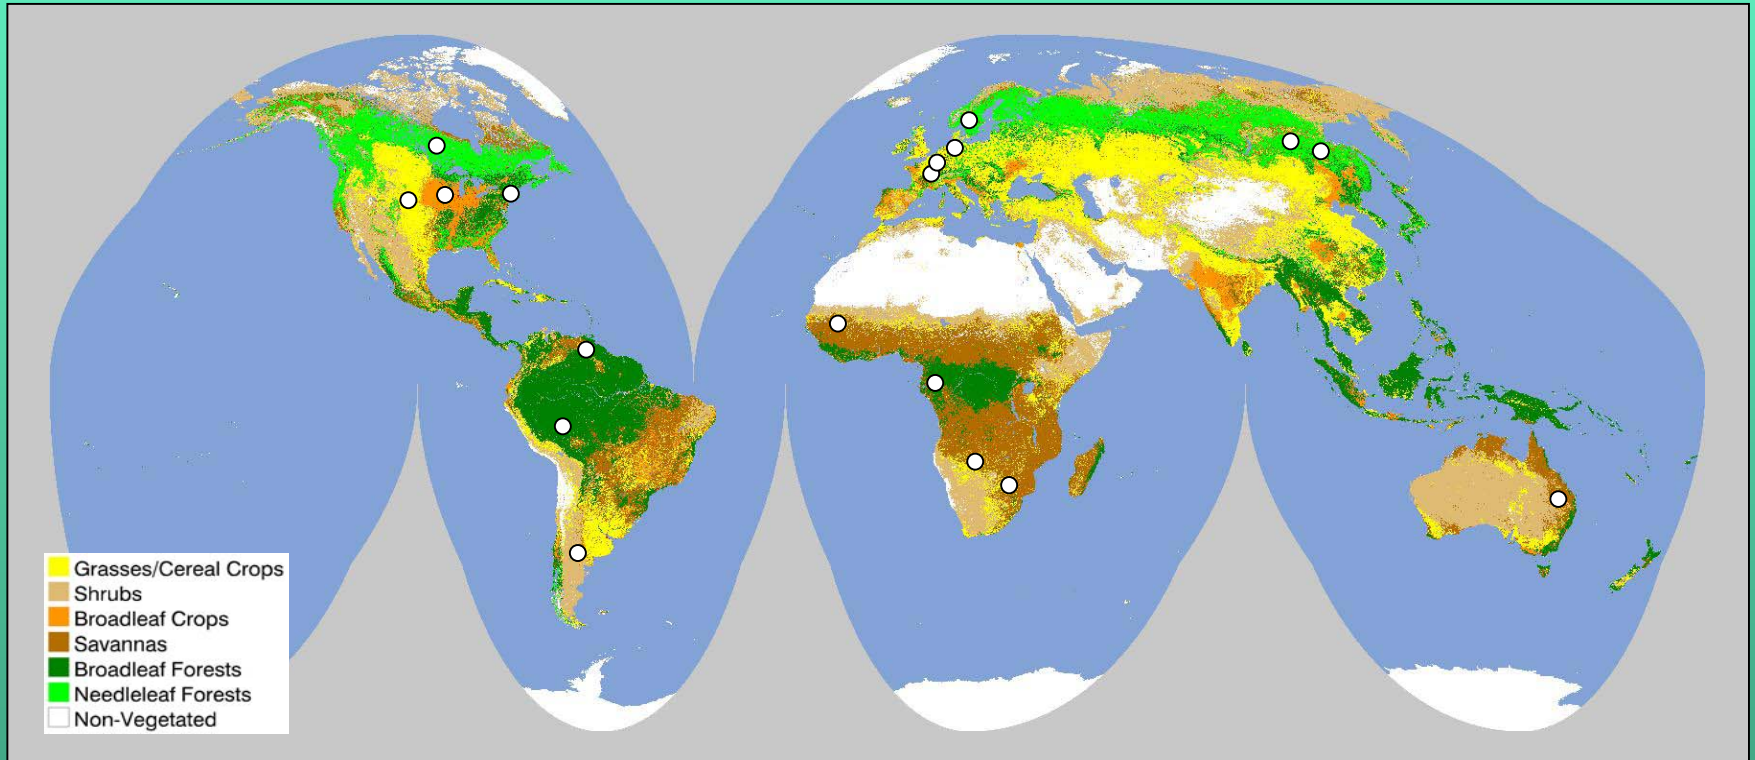 Grasses/Cereal Crops
Shrubs
Broadleaf Crops
Savannas
Broadleaf Forests
Needleleaf Forests
Non-Vegetated